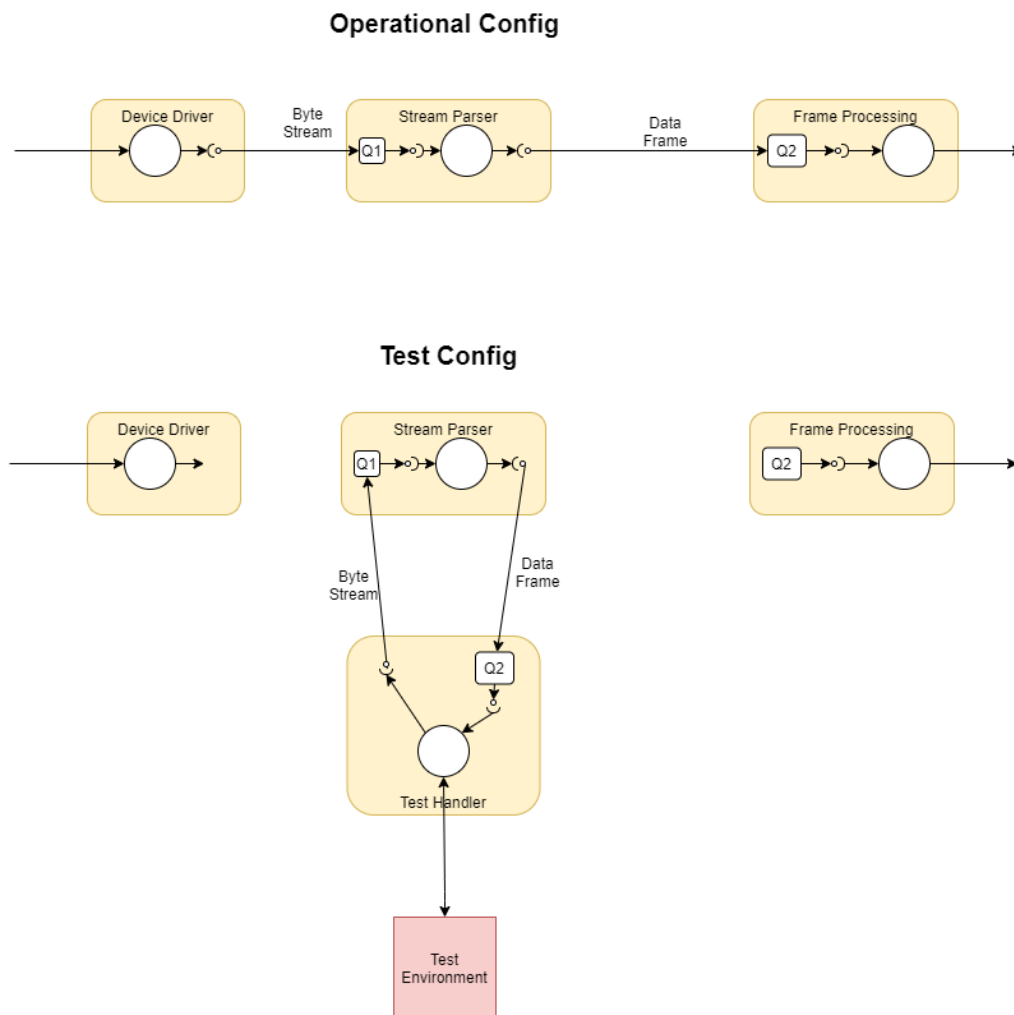 Operational Config
Device Driver
Byte
Stream
Stream Parser
Q1
Data
Frame
Frame Processing
Q2
Test Config
Device Driver
Stream Parser
Q1
Frame Processing
Q2
Byte
Stream
Data
Frame
Q2
Test Handler
Test
Environment